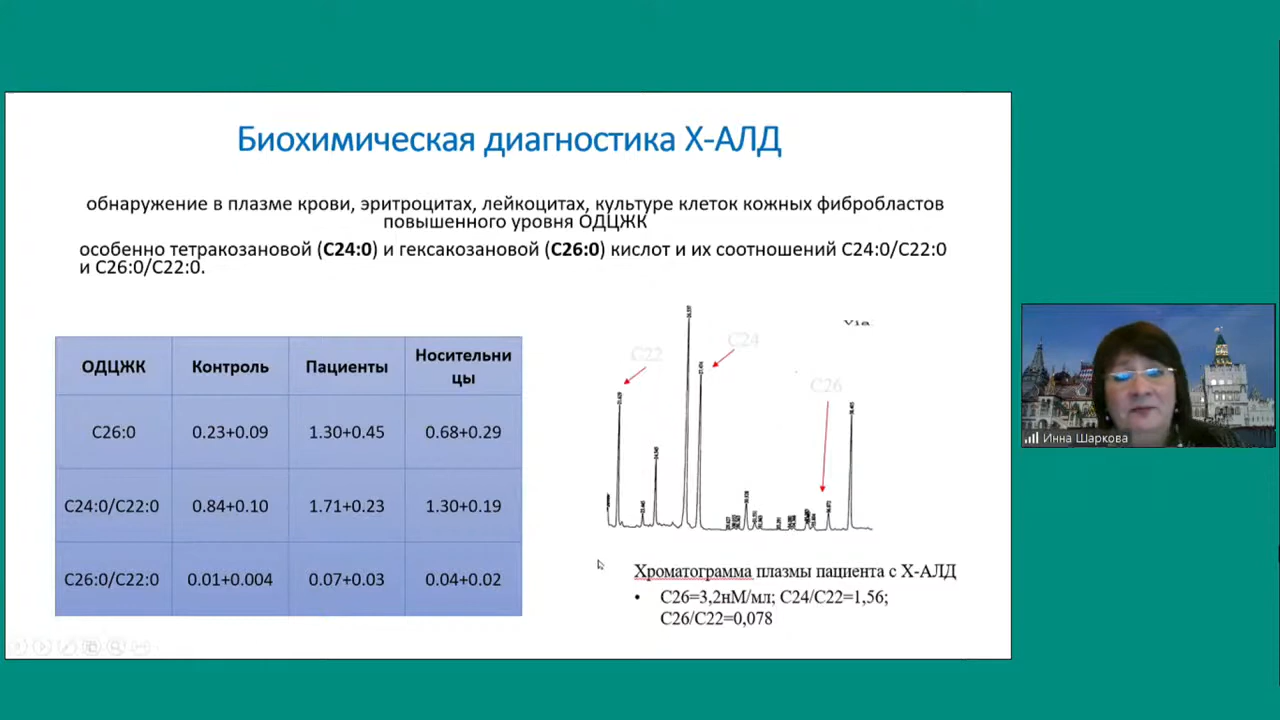 Биохимическая диагностика Х-АЛД
обнаружение в плазме крови, эритроцитах, лейкоцитах, культуре клеток кожных фибробластов
повышенного уровня ОДЦЖК
особенно тетракозановой (С24:0) и гексакозановой (С26:0) кислот и их соотношений С24:0/С22:0
и С26:0/С22:0.
ОДЦЖК Контроль Пациенты Носительни
цы
С26:0 0.23+0.09 1.30+0.45 0.68+0.29
С24:0/С22:0 0.84+0.10 1.71+0.23 1.30+0.19
С26:0/С22:0 0.01+0.004 0.07+0.03 0.04+0.02
С22
С24
С26
Via
Хроматограмма плазмы пациента с Х-АЛД
• С26=3,2нМ/мл; С24/С22=1,56;
С26/С22=0,078
Инна Шаркова